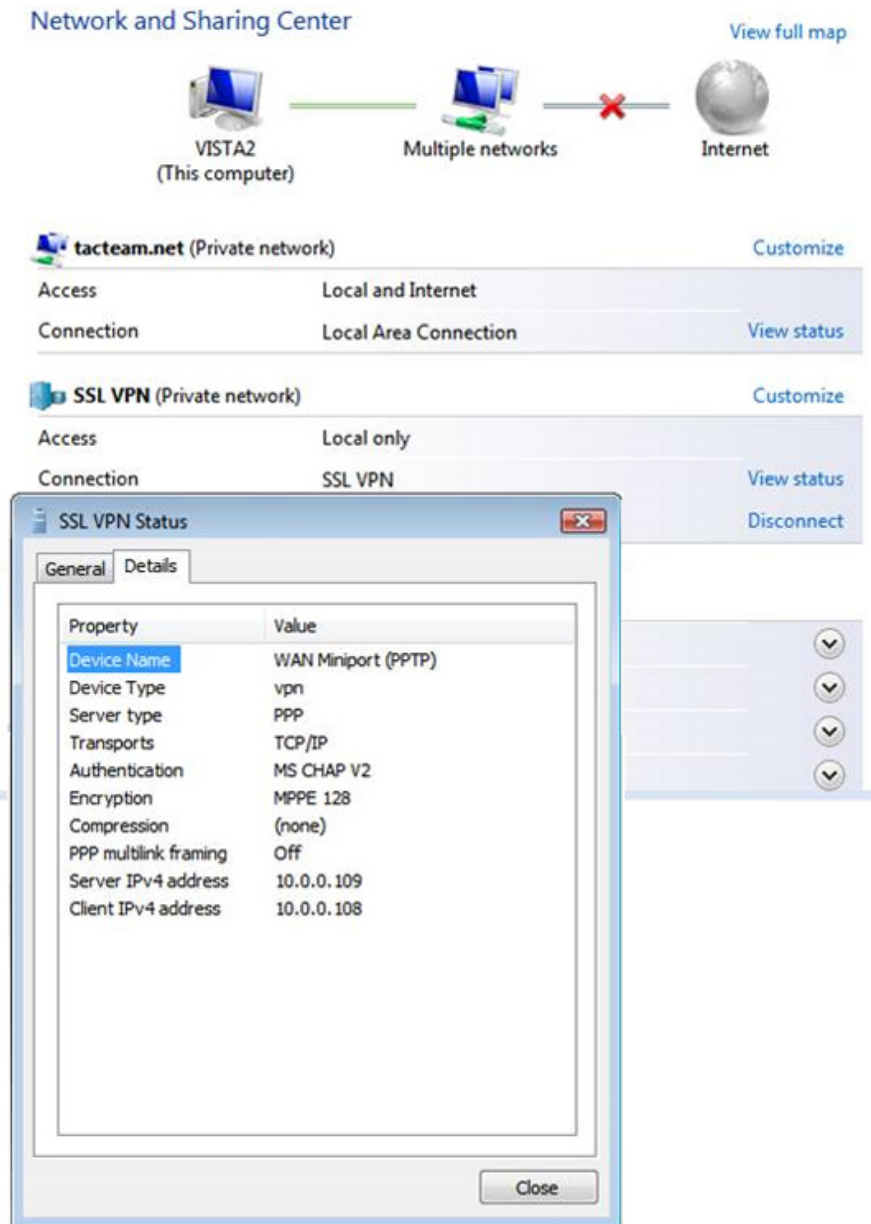 Network and Sharing Center
View full map
VISTA2
(This computer)
Multiple networks
Internet
tacteam.net (Private network)
Customize
Access Local and Internet
Connection Local Area Connection View status
SSL VPN (Private network)
Customize
Access Local only
Connection SSL VPN View status
Disconnect
SSL VPN Status
General Details
Property Value
Device Name WAN Miniport (PPTP)
Device Type vpn
Server type PPP
Transports TCP/IP
Authentication MS CHAP V2
Encryption MPPE 128
Compression (none)
PPP multilink framing Off
Server IPv4 address 10.0.0.109
Client IPv4 address 10.0.0.108
Close